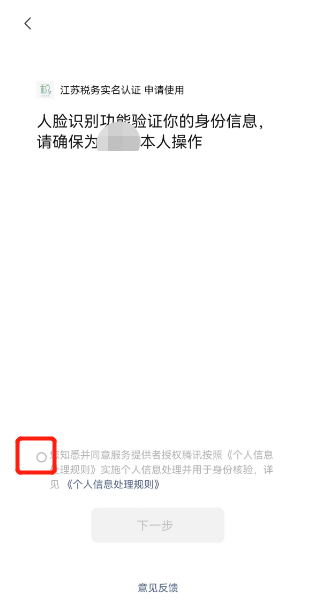 江苏税务实名认证 申请使用
人脸识别功能验证你的身份信息，
请确保为本人操作
知悉并同意服务提供者授权腾讯按照《个人信息
处理规则》实施个人信息处理并用于身份核验，详
见《个人信息处理规则》
下一步
意见反馈